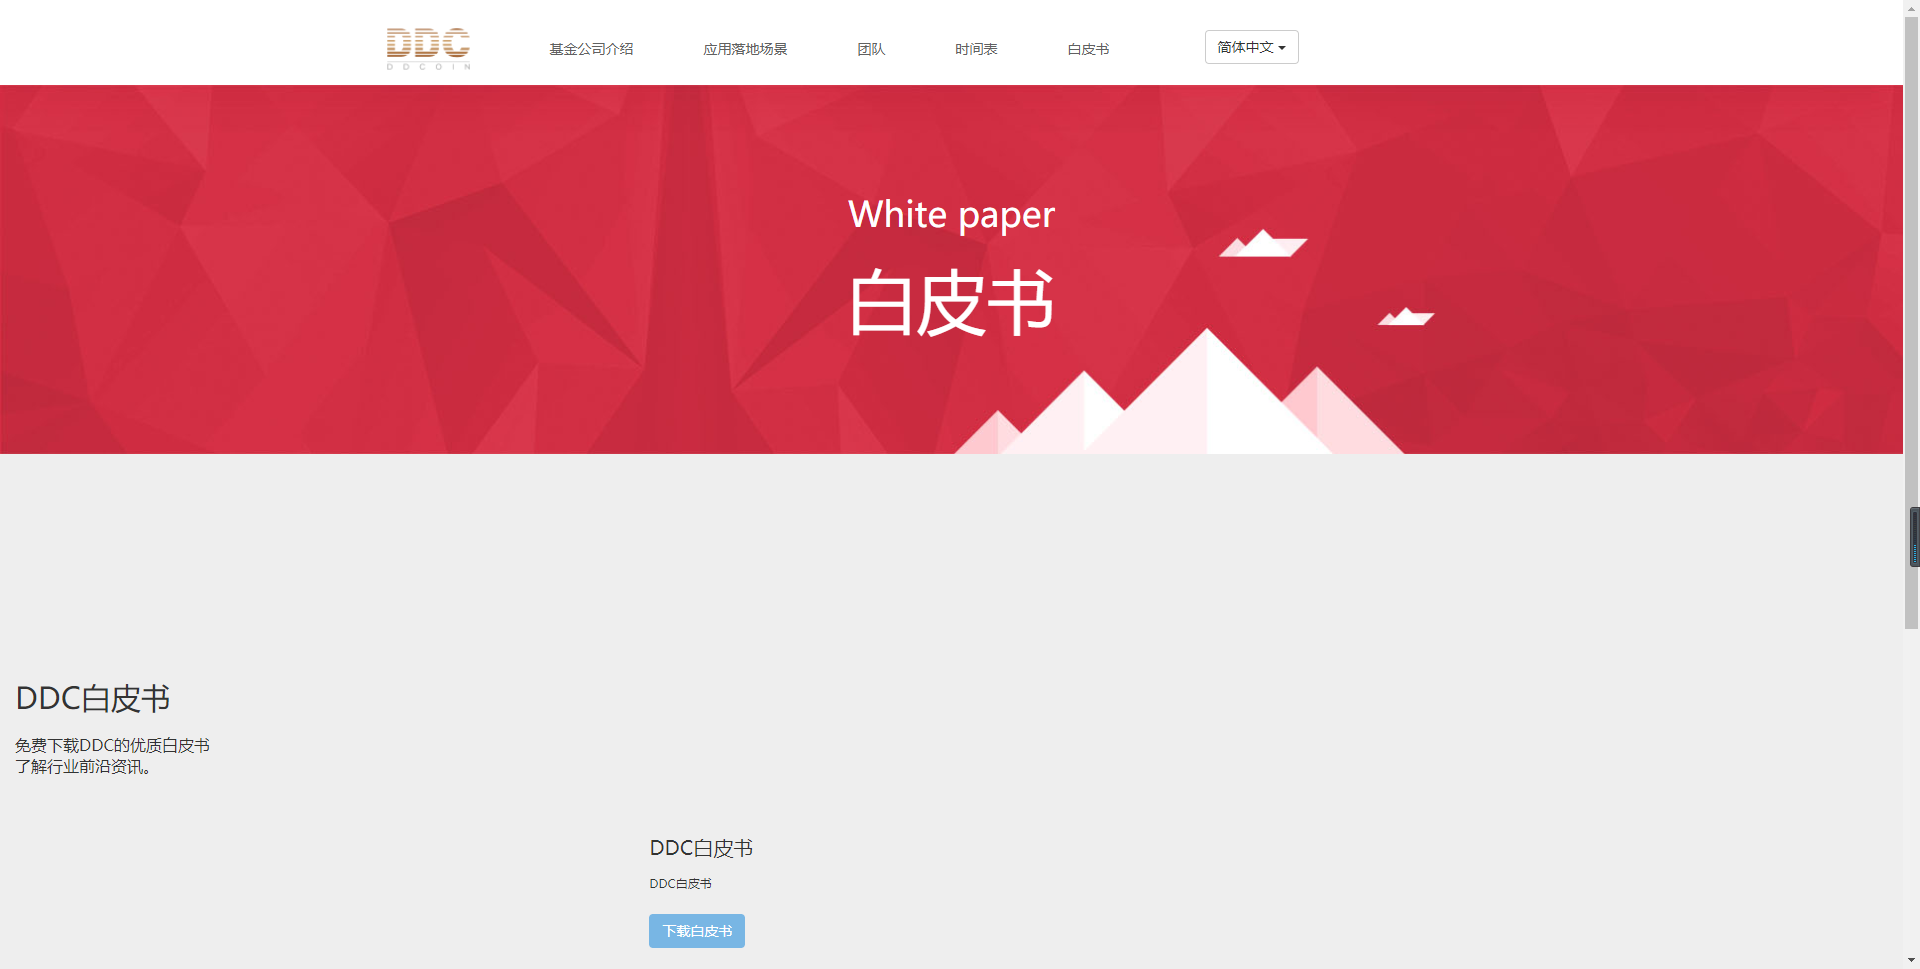 DDC
DDCOIN
基金公司介绍
应用落地场景
团队
时间表
白皮书
简体中文
White paper
白皮书
DDC白皮书
免费下载DDC的优质白皮书
了解行业前沿资讯。
DDC白皮书
DDC白皮书
下载白皮书